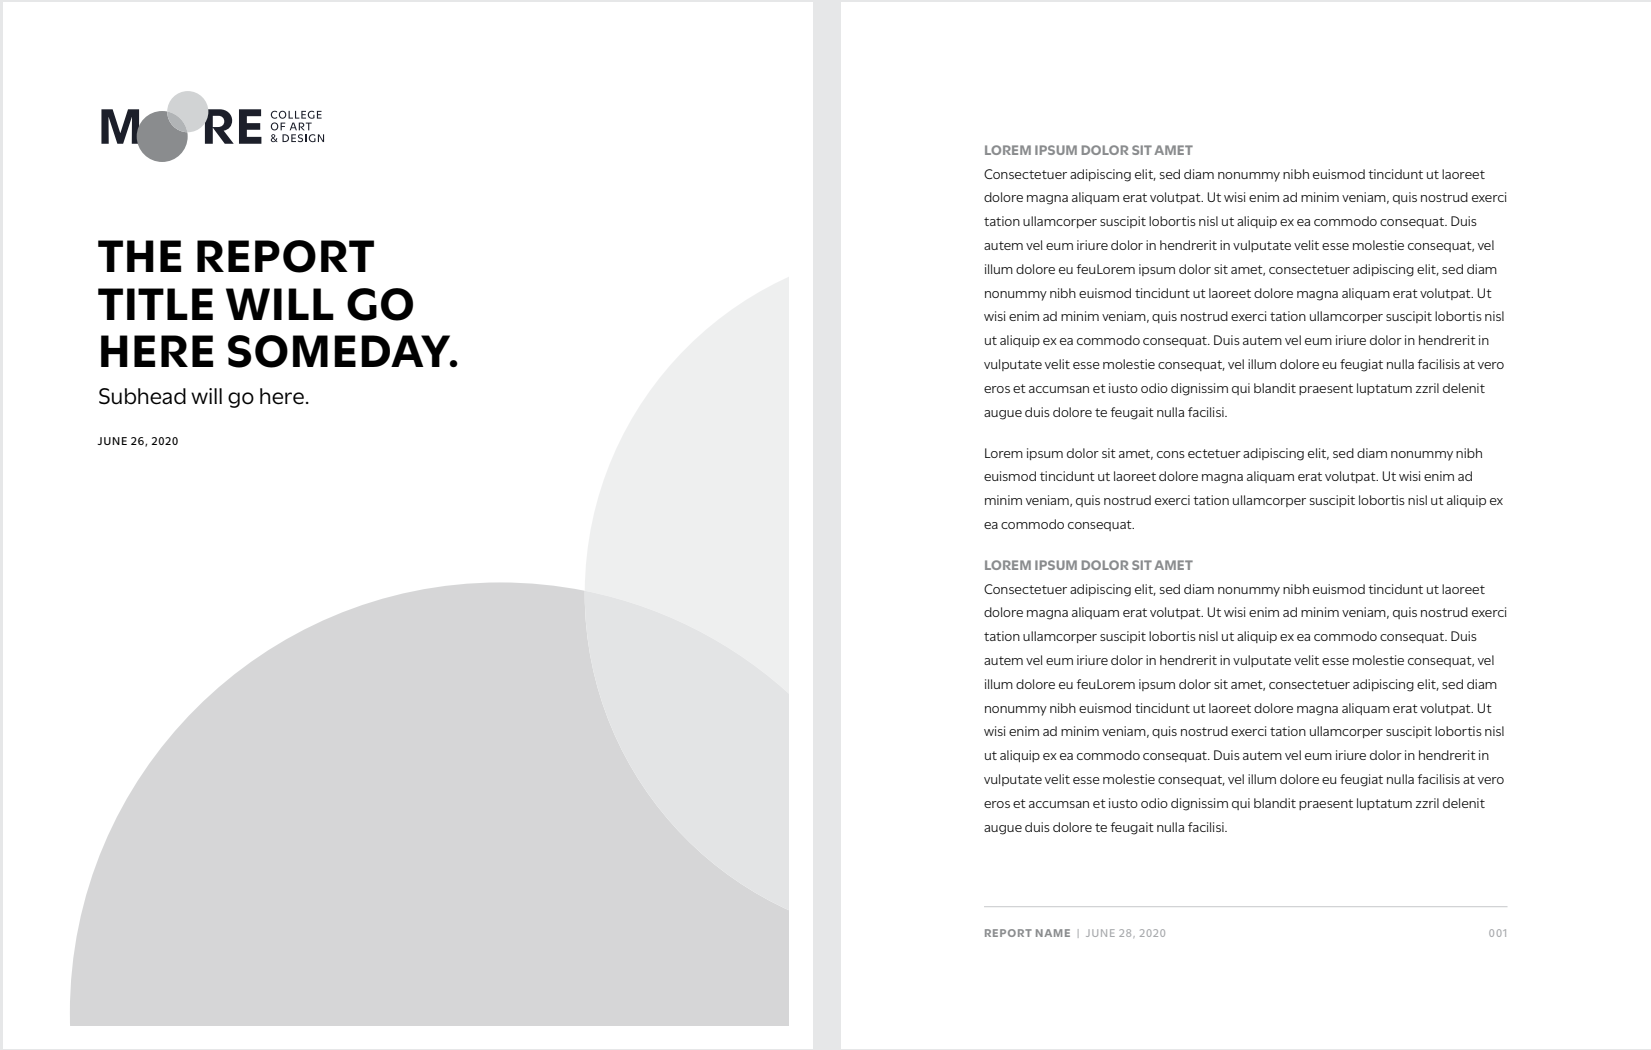 MOORE
COLLEGE
OF ART
& DESIGN
THE REPORT
TITLE WILL GO
HERE SOMEDAY.
Subhead will go here.
JUNE 26, 2020
LOREM IPSUM DOLOR SIT AMET
Consectetuer adipiscing elit, sed diam nonummy nibh euismod tincidunt ut laoreet
dolore magna aliquam erat volutpat. Ut wisi enim ad minim veniam, quis nostrud exerci
tation ullamcorper suscipit lobortis nisl ut aliquip ex ea commodo consequat. Duis
autem vel eum iriure dolor in hendrerit in vulputate velit esse molestie consequat, vel
illum dolore eu feuLorem ipsum dolor sit amet, consectetuer adipiscing elit, sed diam
nonummy nibh euismod tincidunt ut laoreet dolore magna aliquam erat volutpat. Ut
wisi enim ad minim veniam, quis nostrud exerci tation ullamcorper suscipit lobortis nisl
ut aliquip ex ea commodo consequat. Duis autem vel eum iriure dolor in hendrerit in
vulputate velit esse molestie consequat, vel illum dolore eu feugiat nulla facilisis at vero
eros et accumsan et iusto odio dignissim qui blandit praesent luptatum zzril delenit
augue duis dolore te feugait nulla facilisi.
Lorem ipsum dolor sit amet, cons ectetuer adipiscing elit, sed diam nonummy nibh
euismod tincidunt ut laoreet dolore magna aliquam erat volutpat. Ut wisi enim ad
minim veniam, quis nostrud exerci tation ullamcorper suscipit lobortis nisl ut aliquip ex
ea commodo consequat.
LOREM IPSUM DOLOR SIT AMET
Consectetuer adipiscing elit, sed diam nonummy nibh euismod tincidunt ut laoreet
dolore magna aliquam erat volutpat. Ut wisi enim ad minim veniam, quis nostrud exerci
tation ullamcorper suscipit lobortis nisl ut aliquip ex ea commodo consequat. Duis
autem vel eum iriure dolor in hendrerit in vulputate velit esse molestie consequat, vel
illum dolore eu feuLorem ipsum dolor sit amet, consectetuer adipiscing elit, sed diam
nonummy nibh euismod tincidunt ut laoreet dolore magna aliquam erat volutpat. Ut
wisi enim ad minim veniam, quis nostrud exerci tation ullamcorper suscipit lobortis nisl
ut aliquip ex ea commodo consequat. Duis autem vel eum iriure dolor in hendrerit in
vulputate velit esse molestie consequat, vel illum dolore eu feugiat nulla facilisis at vero
eros et accumsan et iusto odio dignissim qui blandit praesent luptatum zzril delenit
augue duis dolore te feugait nulla facilisi.
REPORT NAME | JUNE 28, 2020 001